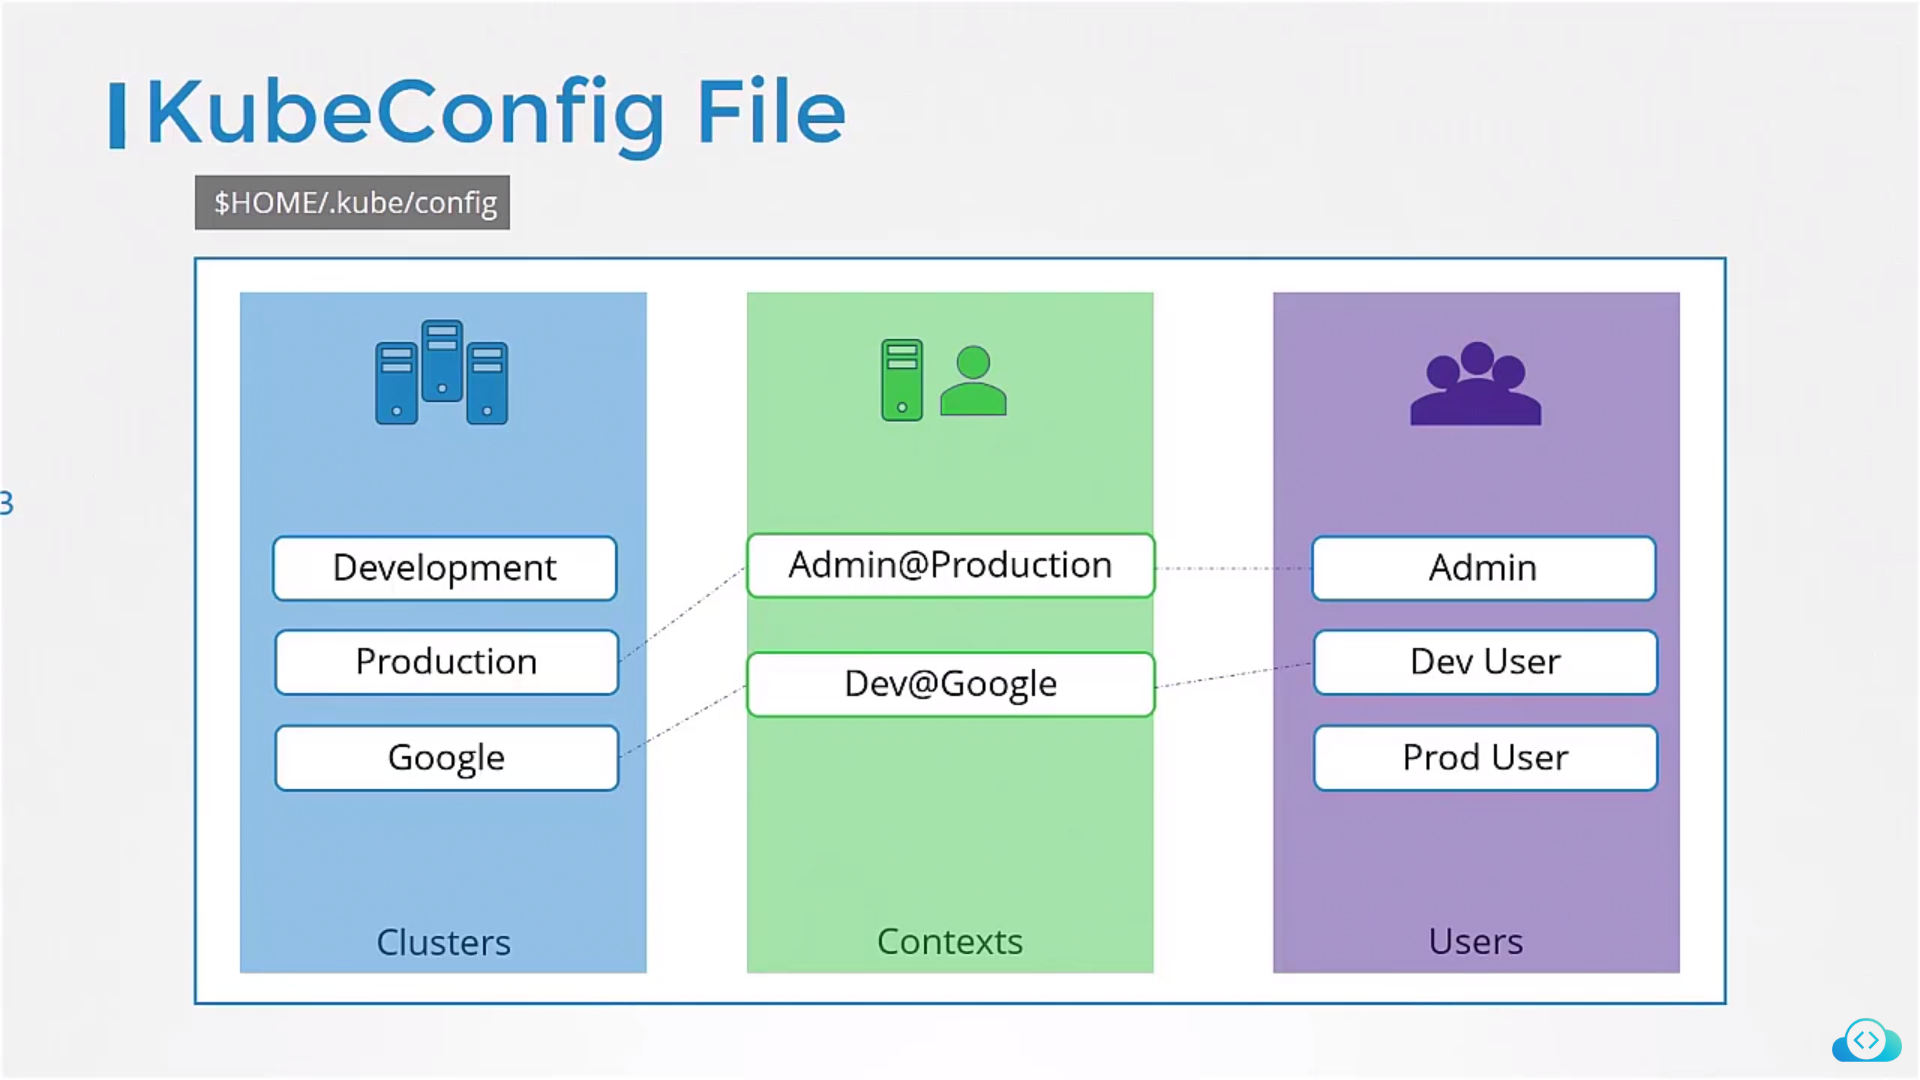 KubeConfig File
$HOME/.kube/config
3
Development
Production
Google
Clusters
Admin@Production
Dev@Google
Contexts
Admin
Dev User
Prod User
Users